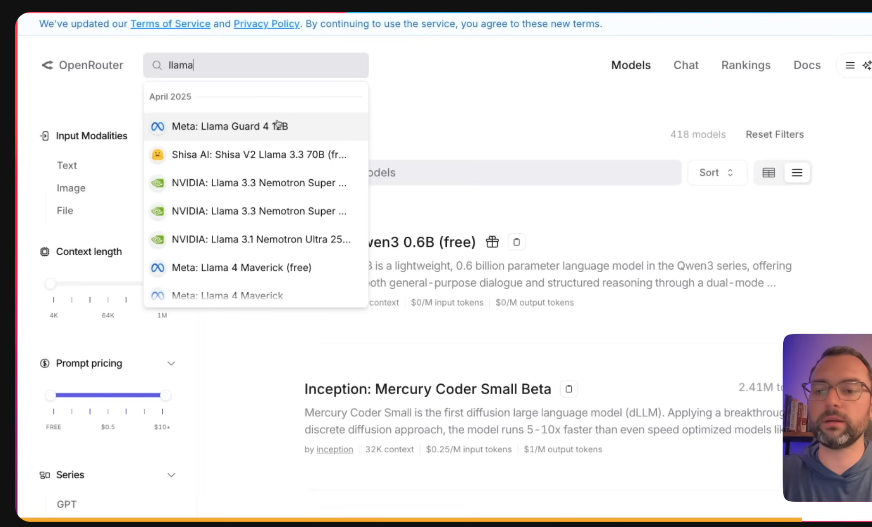 We've updated our Terms of Service and Privacy Policy. By continuing to use the service, you agree to these new terms.
OpenRouter
llama
Models
Chat
Rankings
Docs
April 2025
Meta: Llama Guard 4 12B
Shisa AI: Shisa V2 Llama 3.3 70B (fr...
NVIDIA: Llama 3.3 Nemotron Super ...
NVIDIA: Llama 3.3 Nemotron Super ...
NVIDIA: Llama 3.1 Nemotron Ultra 25...
Meta: Llama 4 Maverick (free)
Meta: Llama 4 Maverick
Input Modalities
Text
Image
File
Context length
4K 64K 1M
Prompt pricing
FREE $0.5 $10+
Series
GPT
418 models
Reset Filters
odels
Sort
wen3 0.6B (free)
is a lightweight, 0.6 billion parameter language model in the Qwen3 series, offering
oth general-purpose dialogue and structured reasoning through a dual-mode ...
context $0/M input tokens $0/M output tokens
Inception: Mercury Coder Small Beta
2.41M to
Mercury Coder Small is the first diffusion large language model (dLLM). Applying a breakthroug
discrete diffusion approach, the model runs 5-10x faster than even speed optimized models li
by inception 32K context $0.25/M input tokens $1/M output tokens